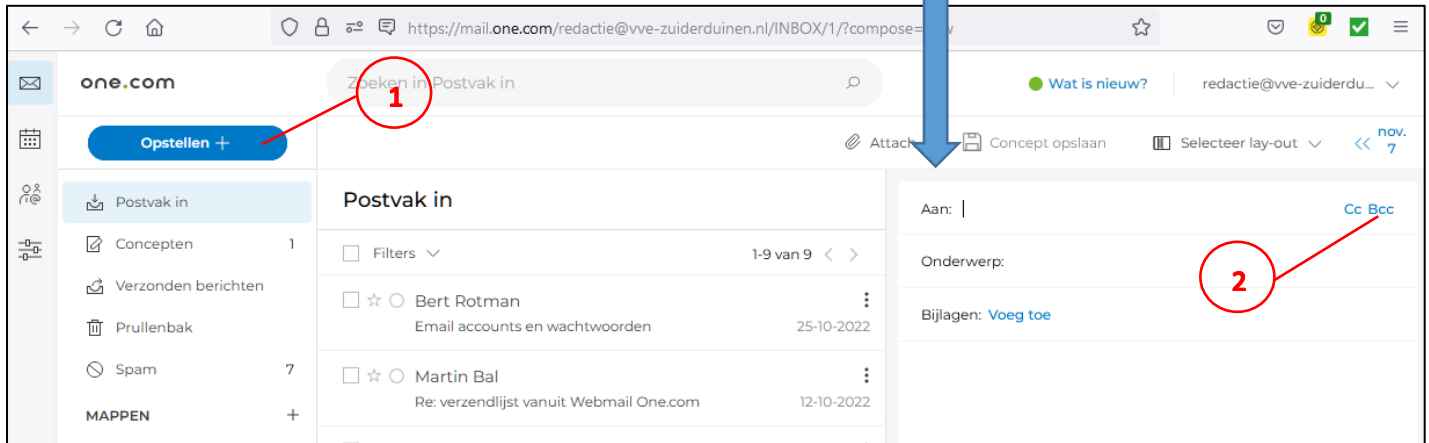 https://mail.one.com/redactie@vve-zuiderduinen.nl/INBOX/1/?compose=
0
one.com
Zoeken in Postvak in
Wat is nieuw?
redactie@vve-zuiderdu...
1
Opstellen +
Attach
Concept opslaan
Selecteer lay-out
<< nov. 7
Postvak in
Concepten 1
Verzonden berichten
Prullenbak
Spam 7
MAPPEN +
Postvak in
Filters
1-9 van 9 < >
Bert Rotman
Email accounts en wachtwoorden 25-10-2022
Martin Bal
Re: verzendlijst vanuit Webmail One.com 12-10-2022
Aan:
Cc Bcc
Onderwerp:
2
Bijlagen: Voeg toe